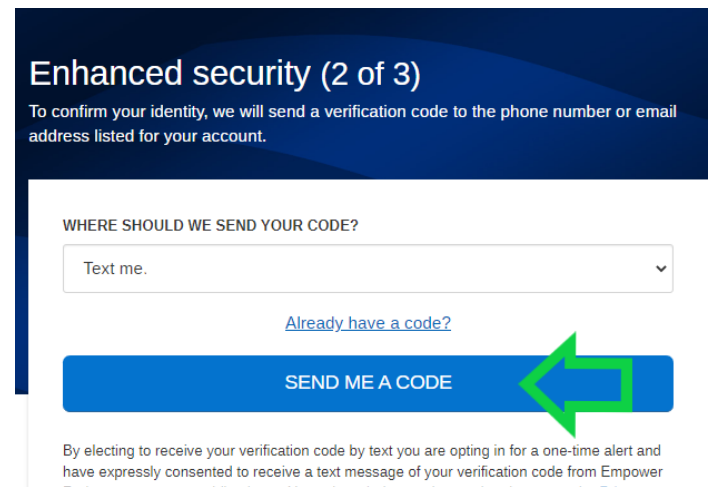 Enhanced security (2 of 3)
To confirm your identity, we will send a verification code to the phone number or email
address listed for your account.
WHERE SHOULD WE SEND YOUR CODE?
Text me.
Already have a code?
SEND ME A CODE
By electing to receive your verification code by text you are opting in for a one-time alert and
have expressly consented to receive a text message of your verification code from Empower